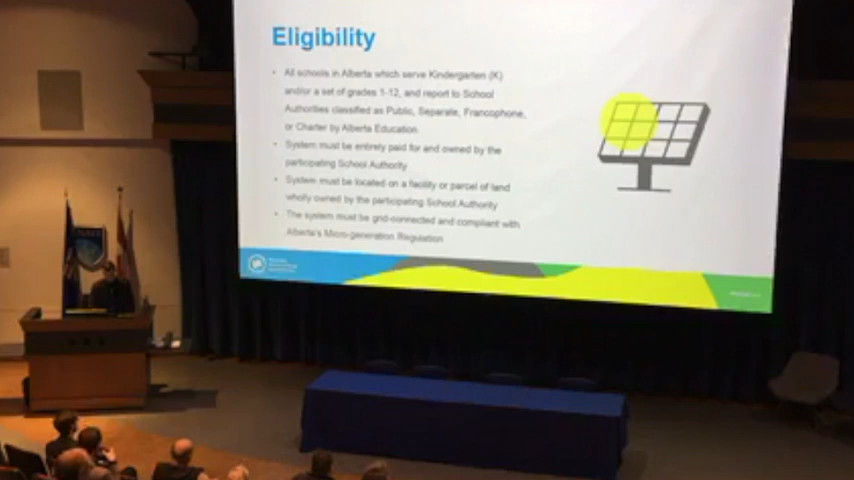 Eligibility
• All schools in Alberta which serve Kindergarten (K)
and/or a set of grades 1-12, and report to School
Authorities classified as Public, Separate, Francophone,
or Charter by Alberta Education
• System must be entirely paid for and owned by the
participating School Authority
• System must be located on a facility or parcel of land
wholly owned by the participating School Authority
• The system must be grid-connected and compliant with
Alberta's Micro-generation Regulation
NAIT